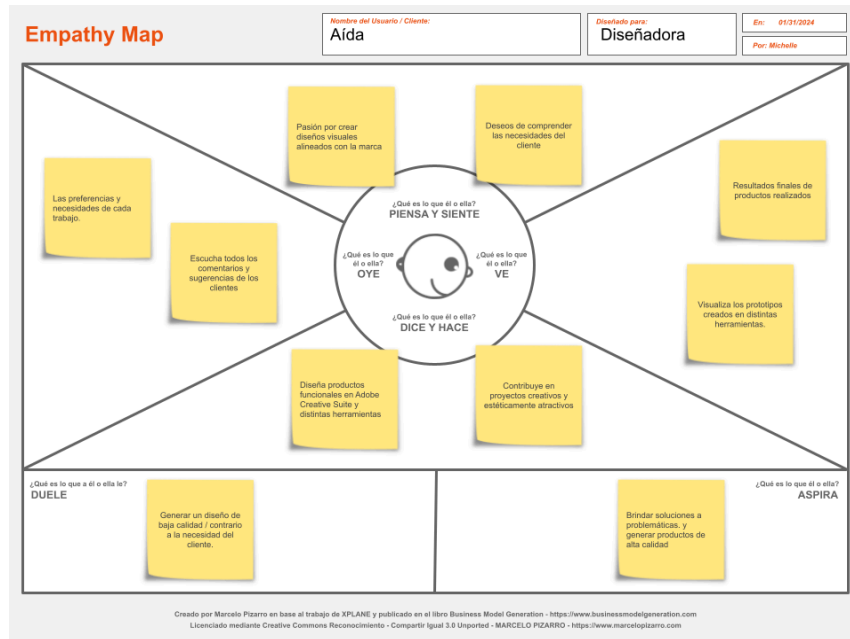 Empathy Map
Nombre del Usuario / Cliente:
Aída
Diseñado para:
Diseñadora
En: 01/31/2024
Por: Michelle
Pasión por crear
diseños visuales
alineados con la marca
Deseos de comprender
las necesidades del
cliente
Las preferencias y
necesidades de cada
trabajo.
Escucha todos los
comentarios y
sugerencias de los
clientes
¿Qué es lo que él o ella?
PIENSA Y SIENTE
¿Qué es lo que
él o ella?
OYE
¿Qué es lo que
él o ella?
VE
¿Qué es lo que él o ella?
DICE Y HACE
Resultados finales de
productos realizados
Visualiza los prototipos
creados en distintas
herramientas.
Diseña productos
funcionales en Adobe
Creative Suite y
distintas herramientas
Contribuye en
proyectos creativos y
estéticamente atractivos
¿Qué es lo que a él o ella le?
DUELE
Generar un diseño de
baja calidad / contrario
a la necesidad del
cliente.
¿Qué es lo que él o ella?
ASPIRA
Brindar soluciones a
problemáticas. y
generar productos de
alta calidad
Creado por Marcelo Pizarro en base al trabajo de XPLANE y publicado en el libro Business Model Generation - https://www.businessmodelgeneration.com
Licenciado mediante Creative Commons Reconocimiento - Compartir Igual 3.0 Unported - MARCELO PIZARRO - https://www.marcelopizarro.com